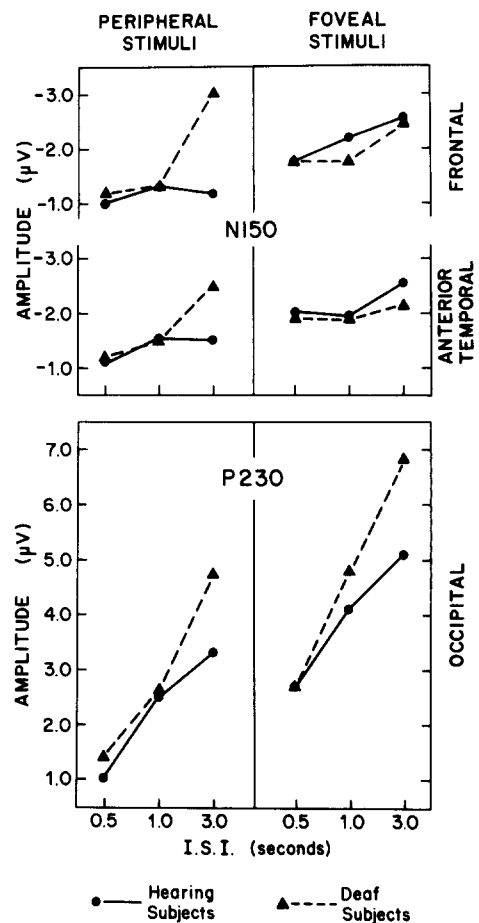 PERIPHERAL STIMULI
FOVEAL STIMULI
-3.0
-2.0
-1.0
AMPLITUDE (μV)
FRONTAL
N150
-3.0
-2.0
-1.0
ANTERIOR TEMPORAL
P230
7.0
6.0
5.0
4.0
3.0
2.0
1.0
AMPLITUDE (μV)
OCCIPITAL
0.5 1.0 3.0 0.5 1.0 3.0
I.S.I. (seconds)
Hearing Subjects
Deaf Subjects